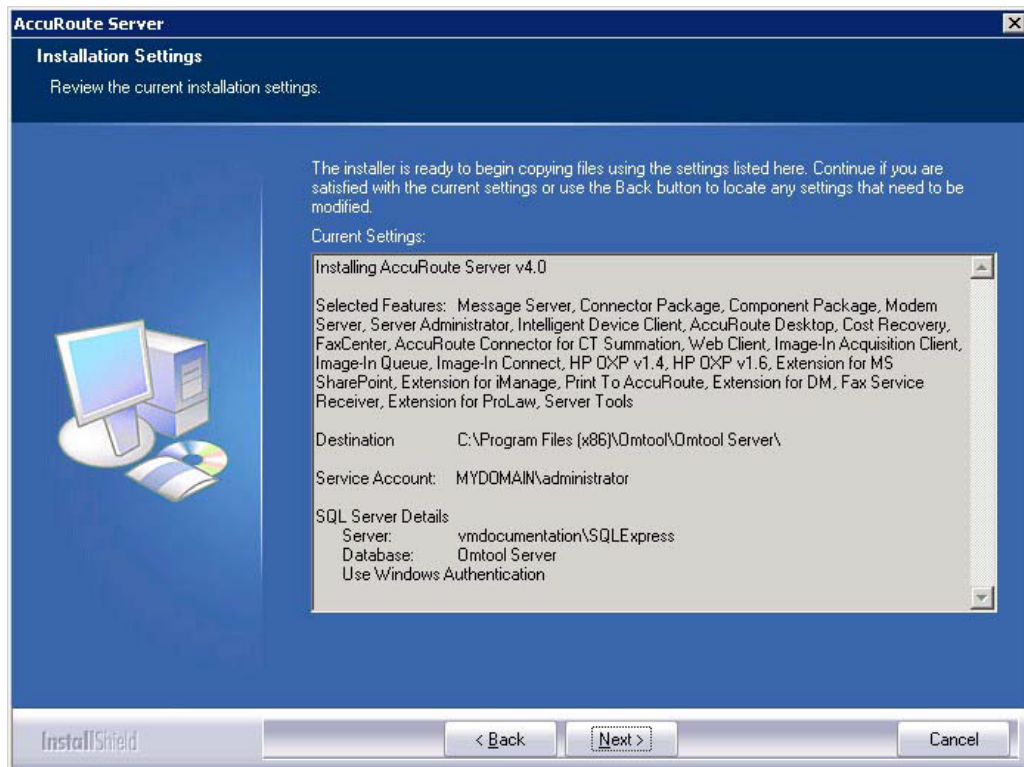 AccuRoute Server
Installation Settings
Review the current installation settings.
The installer is ready to begin copying files using the settings listed here. Continue if you are
satisfied with the current settings or use the Back button to locate any settings that need to be
modified.
Current Settings:
Installing AccuRoute Server v4.0
Selected Features: Message Server, Connector Package, Component Package, Modem
Server, Server Administrator, Intelligent Device Client, AccuRoute Desktop, Cost Recovery,
FaxCenter, AccuRoute Connector for CT Summation, Web Client, Image-In Acquisition Client,
Image-In Queue, Image-In Connect, HP OXP v1.4, HP OXP v1.6, Extension for MS
SharePoint, Extension for iManage, Print To AccuRoute, Extension for DM, Fax Service
Receiver, Extension for ProLaw, Server Tools
Destination C:\Program Files (x86)\Omtool\Omtool Server\
Service Account: MYDOMAIN\administrator
SQL Server Details
Server: vmdocumentation\SQLExpress
Database: Omtool Server
Use Windows Authentication
InstallShield
< Back
Next >
Cancel